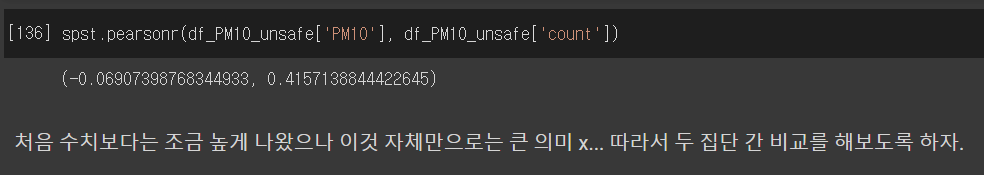 [136] spst.pearsonr(df_PM10_unsafe['PM10'], df_PM10_unsafe['count'])
(-0.06907398768344933, 0.4157138844422645)
처음 수치보다는 조금 높게 나왔으나 이것 자체만으로는 큰 의미 x... 따라서 두 집단 간 비교를 해보도록 하자.